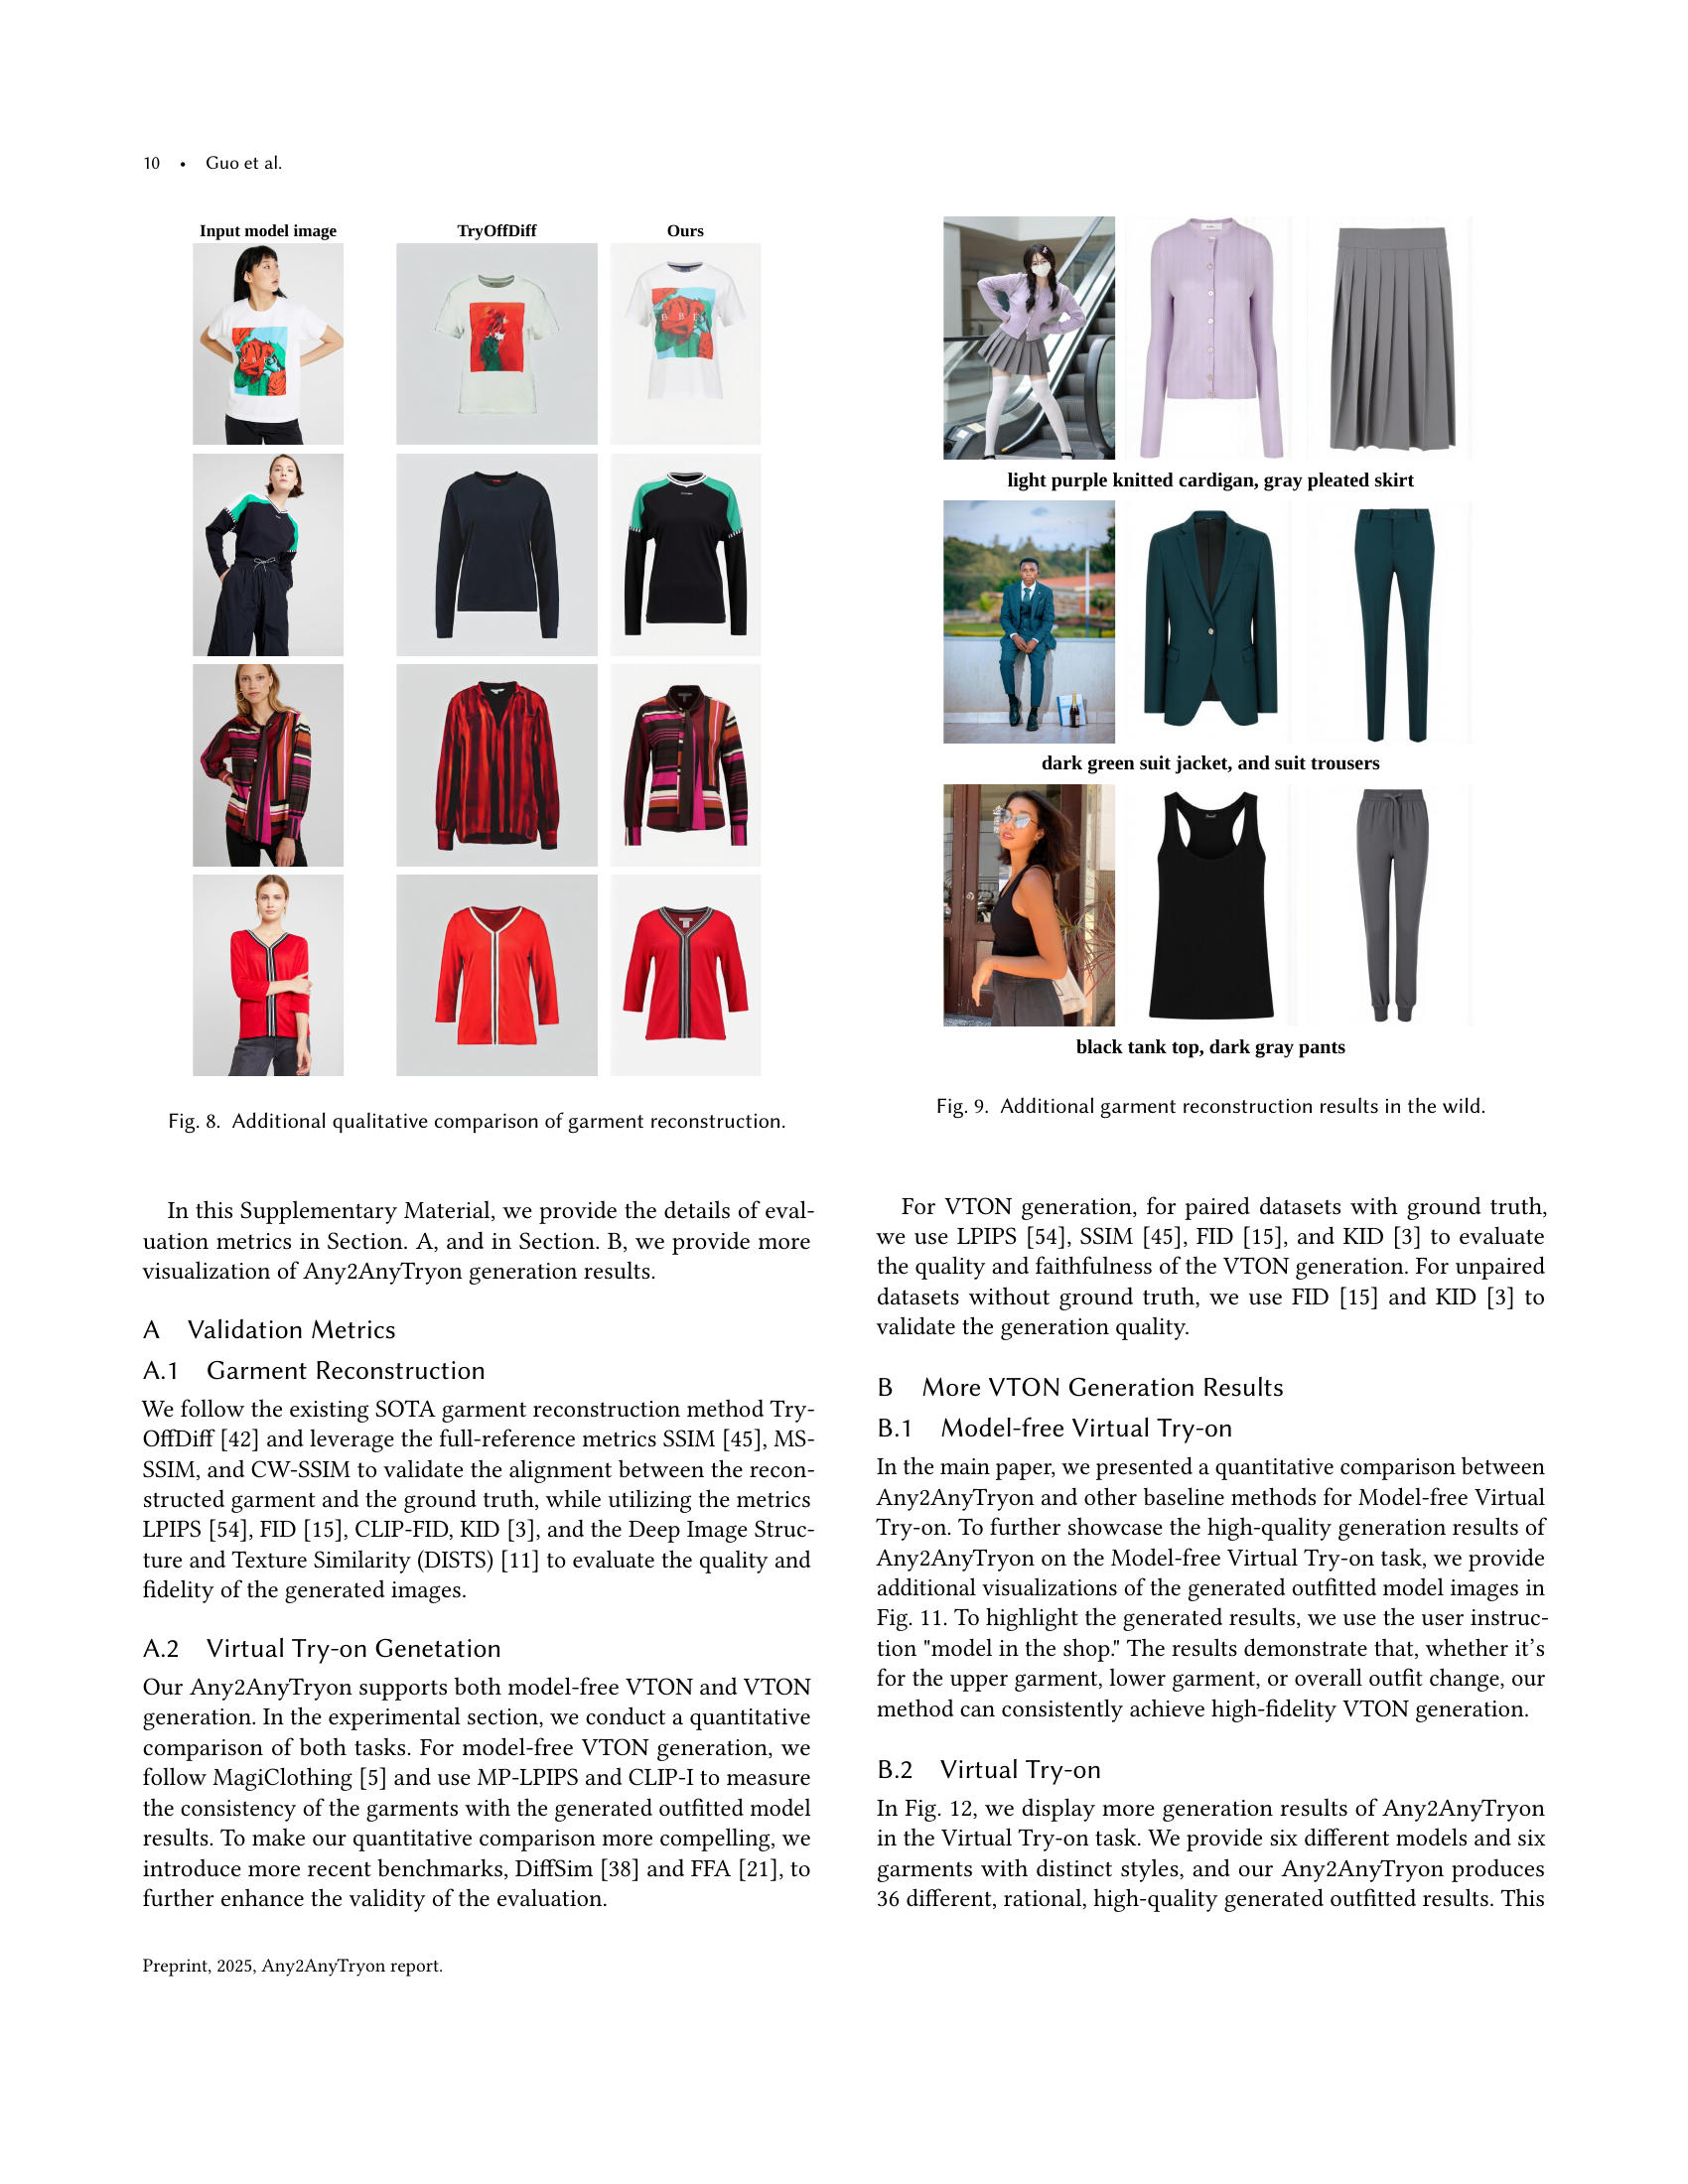 10 • Guo et al.
Input model image
TryOffDiff
Ours
Fig. 8. Additional qualitative comparison of garment reconstruction.
light purple knitted cardigan, gray pleated skirt
dark green suit jacket, and suit trousers
black tank top, dark gray pants
Fig. 9. Additional garment reconstruction results in the wild.
In this Supplementary Material, we provide the details of eval-
uation metrics in Section. A, and in Section. B, we provide more
visualization of Any2AnyTryon generation results.
A Validation Metrics
A.1 Garment Reconstruction
We follow the existing SOTA garment reconstruction method Try-
OffDiff [42] and leverage the full-reference metrics SSIM [45], MS-
SSIM, and CW-SSIM to validate the alignment between the recon-
structed garment and the ground truth, while utilizing the metrics
LPIPS [54], FID [15], CLIP-FID, KID [3], and the Deep Image Struc-
ture and Texture Similarity (DISTS) [11] to evaluate the quality and
fidelity of the generated images.
A.2 Virtual Try-on Genetation
Our Any2AnyTryon supports both model-free VTON and VTON
generation. In the experimental section, we conduct a quantitative
comparison of both tasks. For model-free VTON generation, we
follow MagiClothing [5] and use MP-LPIPS and CLIP-I to measure
the consistency of the garments with the generated outfitted model
results. To make our quantitative comparison more compelling, we
introduce more recent benchmarks, DiffSim [38] and FFA [21], to
further enhance the validity of the evaluation.
For VTON generation, for paired datasets with ground truth,
we use LPIPS [54], SSIM [45], FID [15], and KID [3] to evaluate
the quality and faithfulness of the VTON generation. For unpaired
datasets without ground truth, we use FID [15] and KID [3] to
validate the generation quality.
B More VTON Generation Results
B.1 Model-free Virtual Try-on
In the main paper, we presented a quantitative comparison between
Any2AnyTryon and other baseline methods for Model-free Virtual
Try-on. To further showcase the high-quality generation results of
Any2AnyTryon on the Model-free Virtual Try-on task, we provide
additional visualizations of the generated outfitted model images in
Fig. 11. To highlight the generated results, we use the user instruc-
tion "model in the shop." The results demonstrate that, whether it's
for the upper garment, lower garment, or overall outfit change, our
method can consistently achieve high-fidelity VTON generation.
B.2 Virtual Try-on
In Fig. 12, we display more generation results of Any2AnyTryon
in the Virtual Try-on task. We provide six different models and six
garments with distinct styles, and our Any2AnyTryon produces
36 different, rational, high-quality generated outfitted results. This
Preprint, 2025, Any2AnyTryon report.